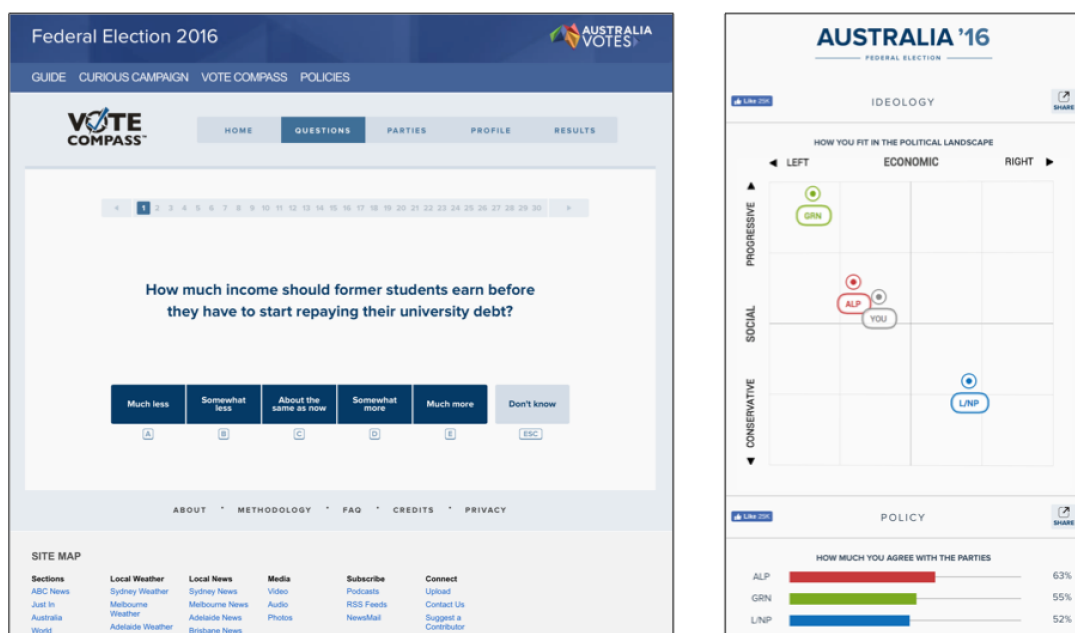 Federal Election 2016
AUSTRALIA
VOTES
GUIDE CURIOUS CAMPAIGN VOTE COMPASS POLICIES
VOTE
COMPASS™
HOME QUESTIONS PARTIES PROFILE RESULTS
1 2 3 4 5 6 7 8 9 10 11 12 13 14 15 16 17 18 19 20 21 22 23 24 25 26 27 28 29 30
How much income should former students earn before
they have to start repaying their university debt?
Much less
Somewhat
less
About the
same as now
Somewhat
more
Much more
Don't know
A B C D E ESC
ABOUT • METHODOLOGY • FAQ • CREDITS • PRIVACY
SITE MAP
Sections
ABC News
Just In
Australia
World
Local Weather
Sydney Weather
Melbourne
Weather
Adelaide Weather
Local News
Sydney News
Melbourne News
Adelaide News
Brisbane News
Media
Video
Audio
Photos
Subscribe
Podcasts
RSS Feeds
NewsMail
Connect
Upload
Contact Us
Suggest a
Contributor
AUSTRALIA '16
FEDERAL ELECTION
Like 25K
IDEOLOGY
SHARE
HOW YOU FIT IN THE POLITICAL LANDSCAPE
LEFT ECONOMIC RIGHT
PROGRESSIVE
SOCIAL
CONSERVATIVE
GRN
ALP
YOU
L/NP
Like 25K
POLICY
SHARE
HOW MUCH YOU AGREE WITH THE PARTIES
ALP 63%
GRN 55%
L/NP 52%